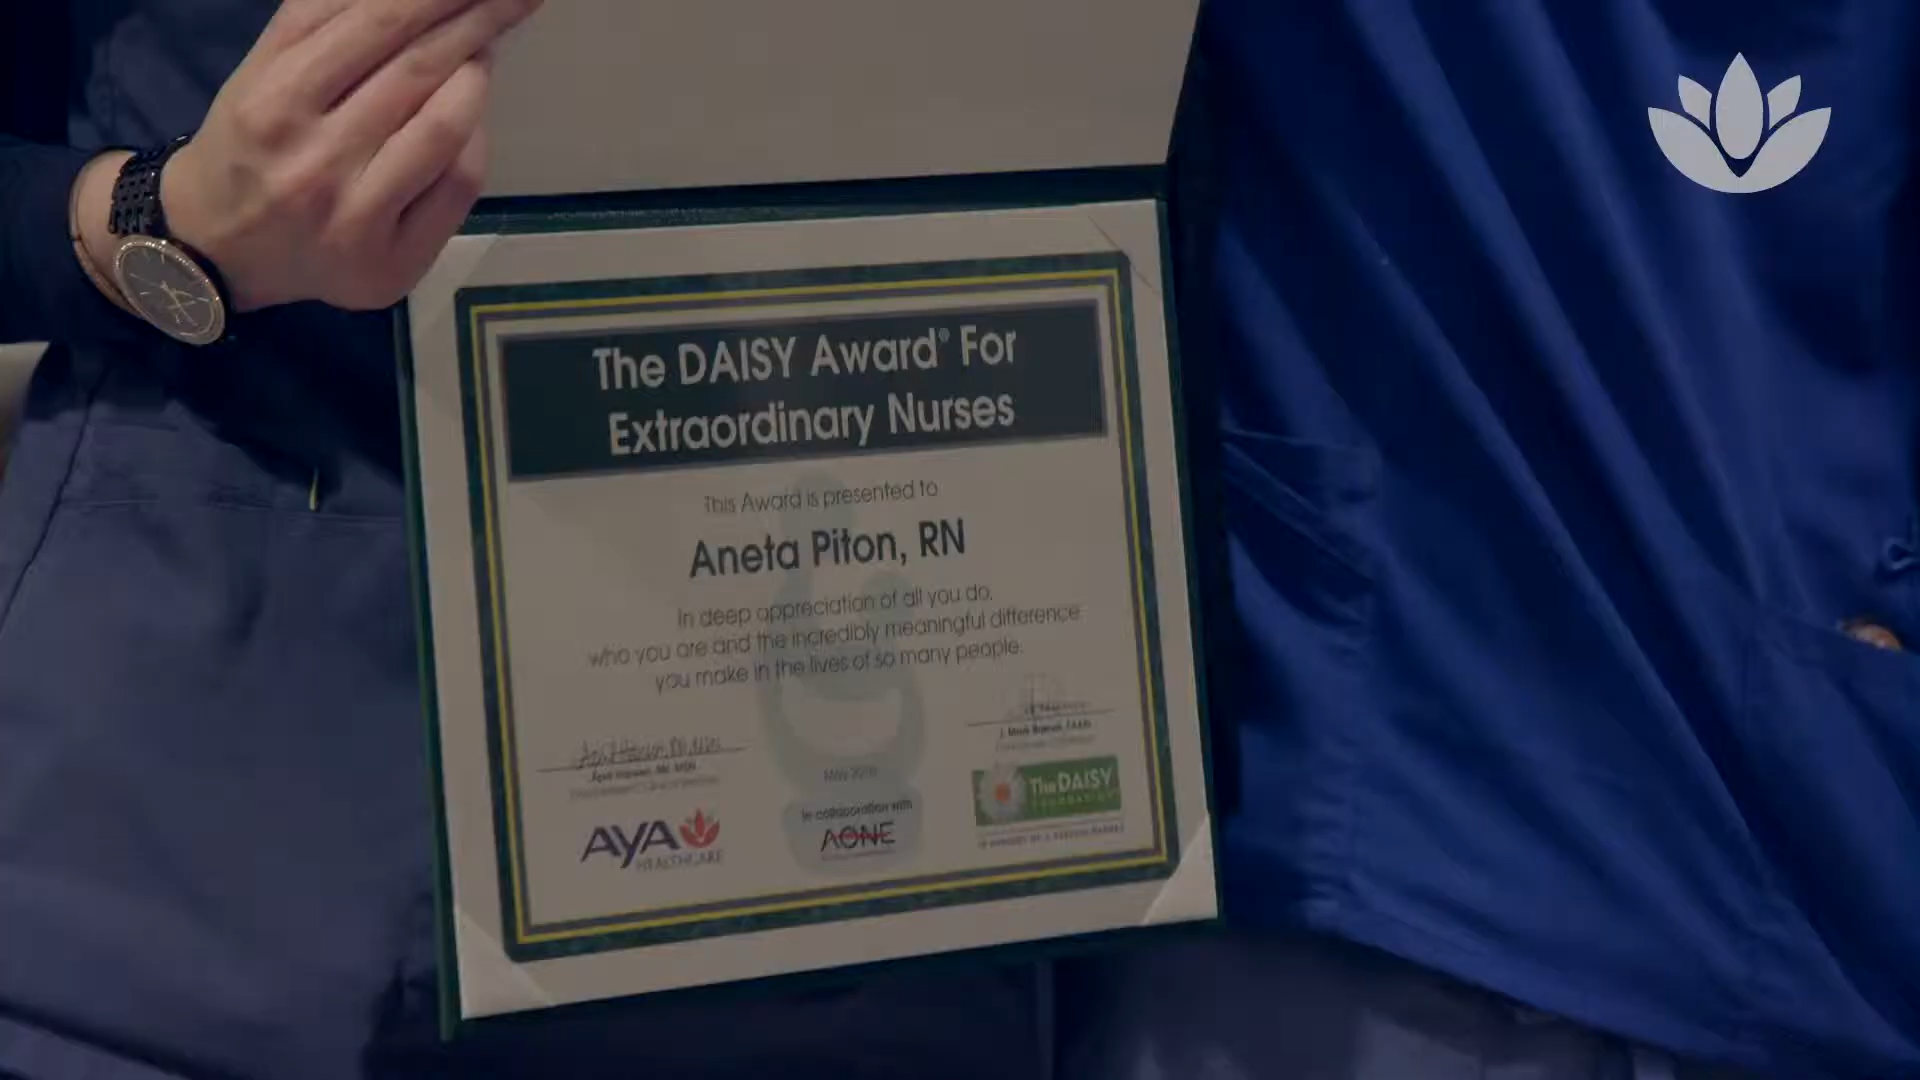 The DAISY Award® For
Extraordinary Nurses
This Award is presented to
Aneta Piton, RN
In deep appreciation of all you do,
who you are and the incredibly meaningful difference
you make in the lives of so many people.
In collaboration with
AYA
HEALTHCARE
AONE
The DAISY
FOUNDATION